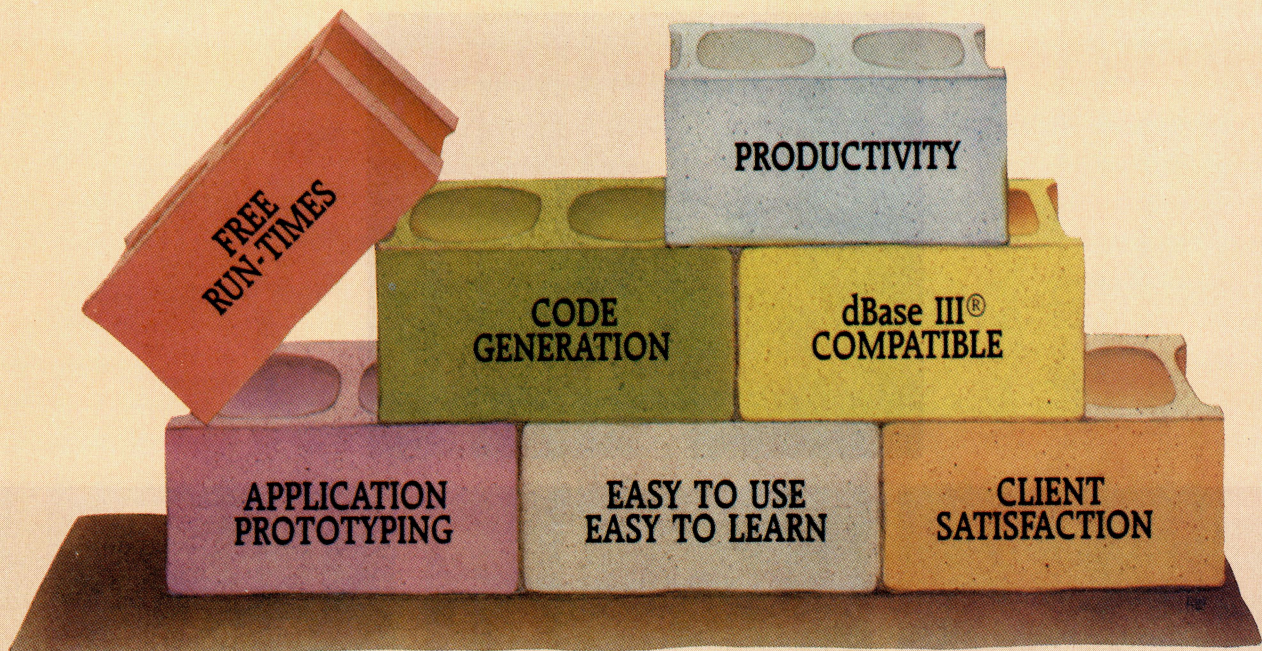 FREE
RUN-TIMES
PRODUCTIVITY
CODE
GENERATION
dBase III®
COMPATIBLE
APPLICATION
PROTOTYPING
EASY TO USE
EASY TO LEARN
CLIENT
SATISFACTION